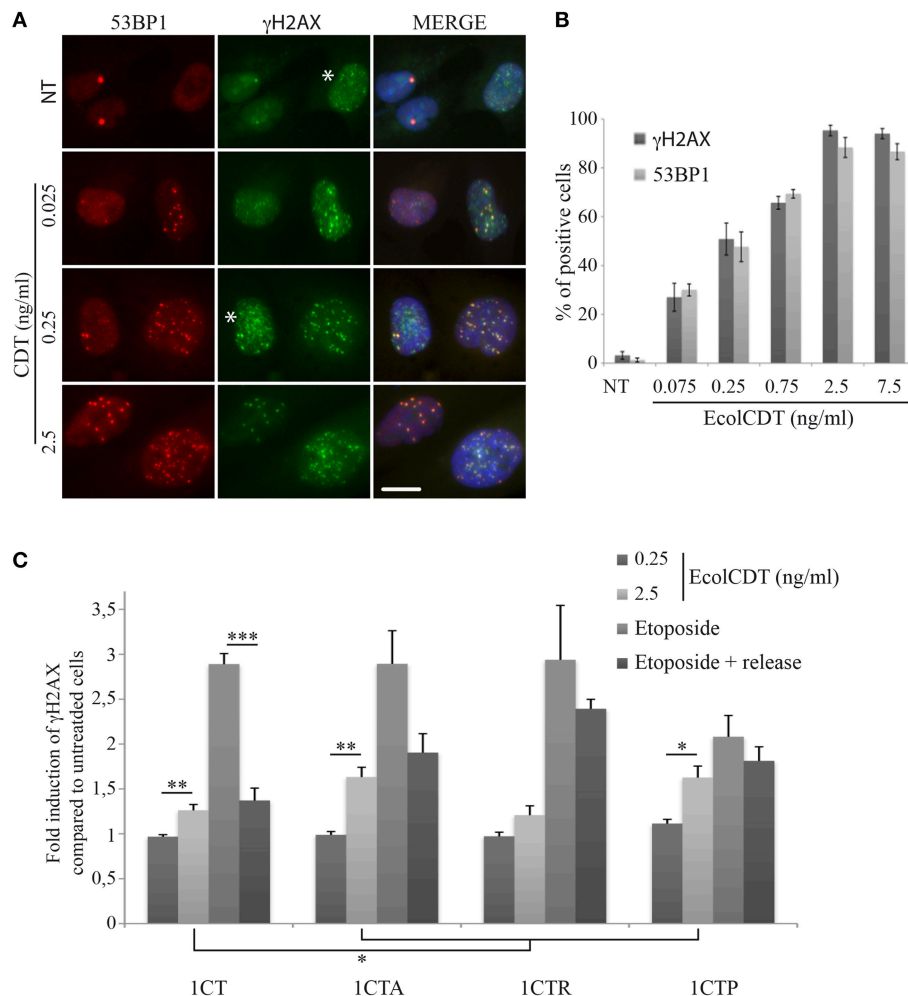 A
53BP1
γH2AX
MERGE
NT
*
CDT (ng/ml)
0.025
0.25
*
2.5
B
% of positive cells
100
80
60
40
20
0
γH2AX
53BP1
NT
0.075
0.25
0.75
2.5
7.5
EcolCDT (ng/ml)
C
0.25
2.5
EcolCDT (ng/ml)
Etoposide
Etoposide + release
Fold induction of γH2AX
compared to untreatded cells
3,5
3
2,5
2
1,5
1
0,5
0
**
***
**
*
*
1CT
1CTA
1CTR
1CTP